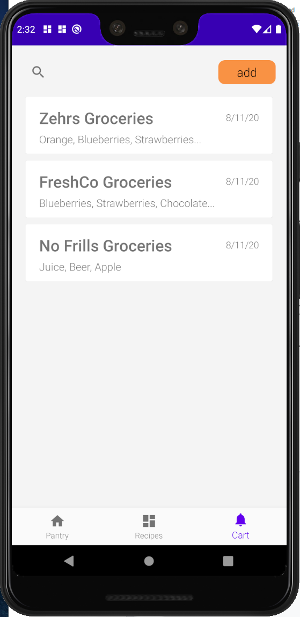 2:32
add
Zehrs Groceries
8/11/20
Orange, Blueberries, Strawberries...
FreshCo Groceries
8/11/20
Blueberries, Strawberries, Chocolate...
No Frills Groceries
8/11/20
Juice, Beer, Apple
Pantry
Recipes
Cart